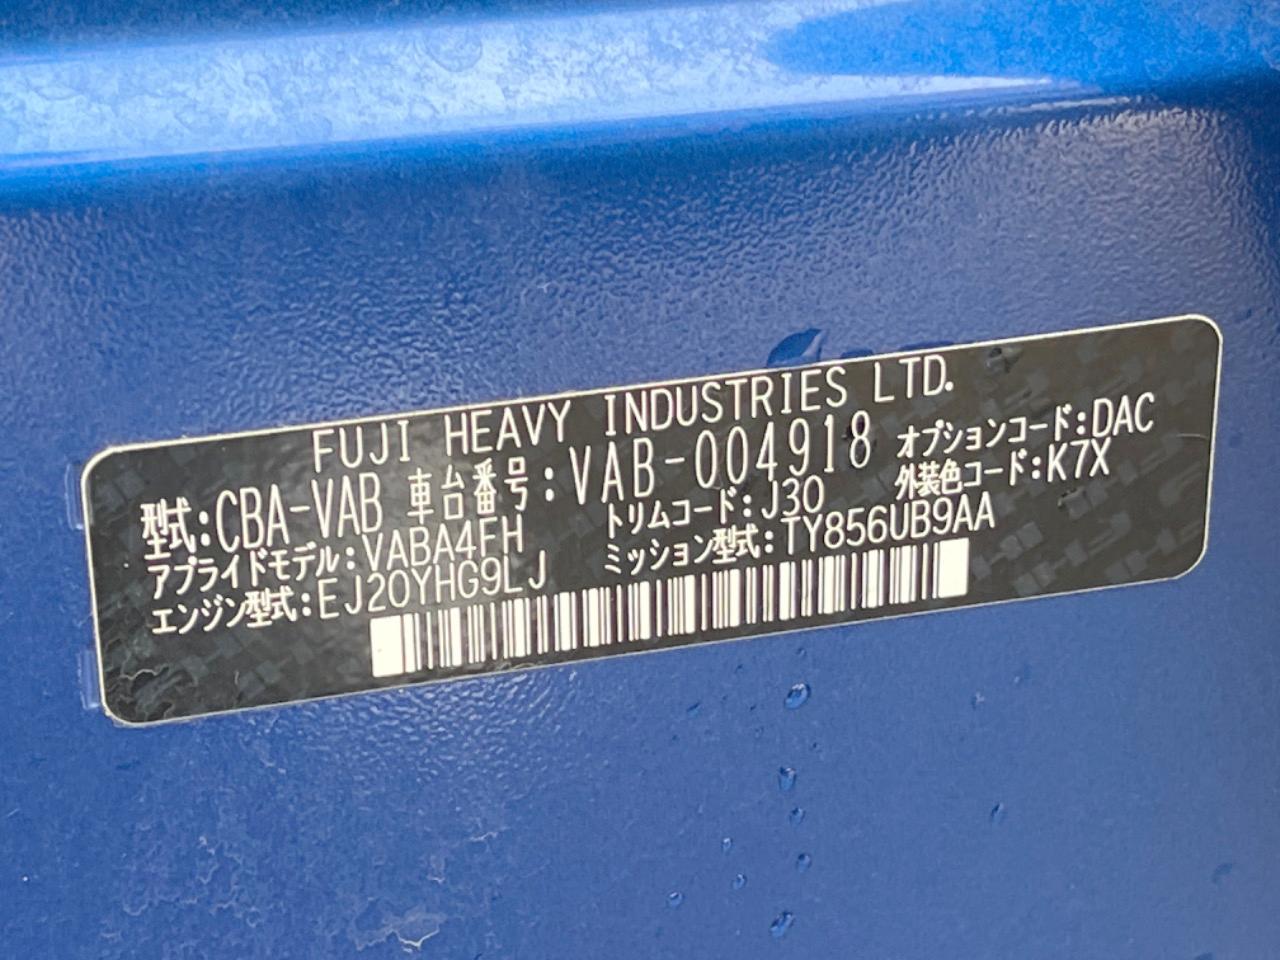 FUJI HEAVY INDUSTRIES LTD.
型式:CBA-VAB 車台番号:VAB-004918 オプションコード:DAC
アプライドモデル:VABA4FH トリムコード:J30 外装色コード:K7X
エンジン型式:EJ20YHG9LJ ミッション型式:TY856UB9AA